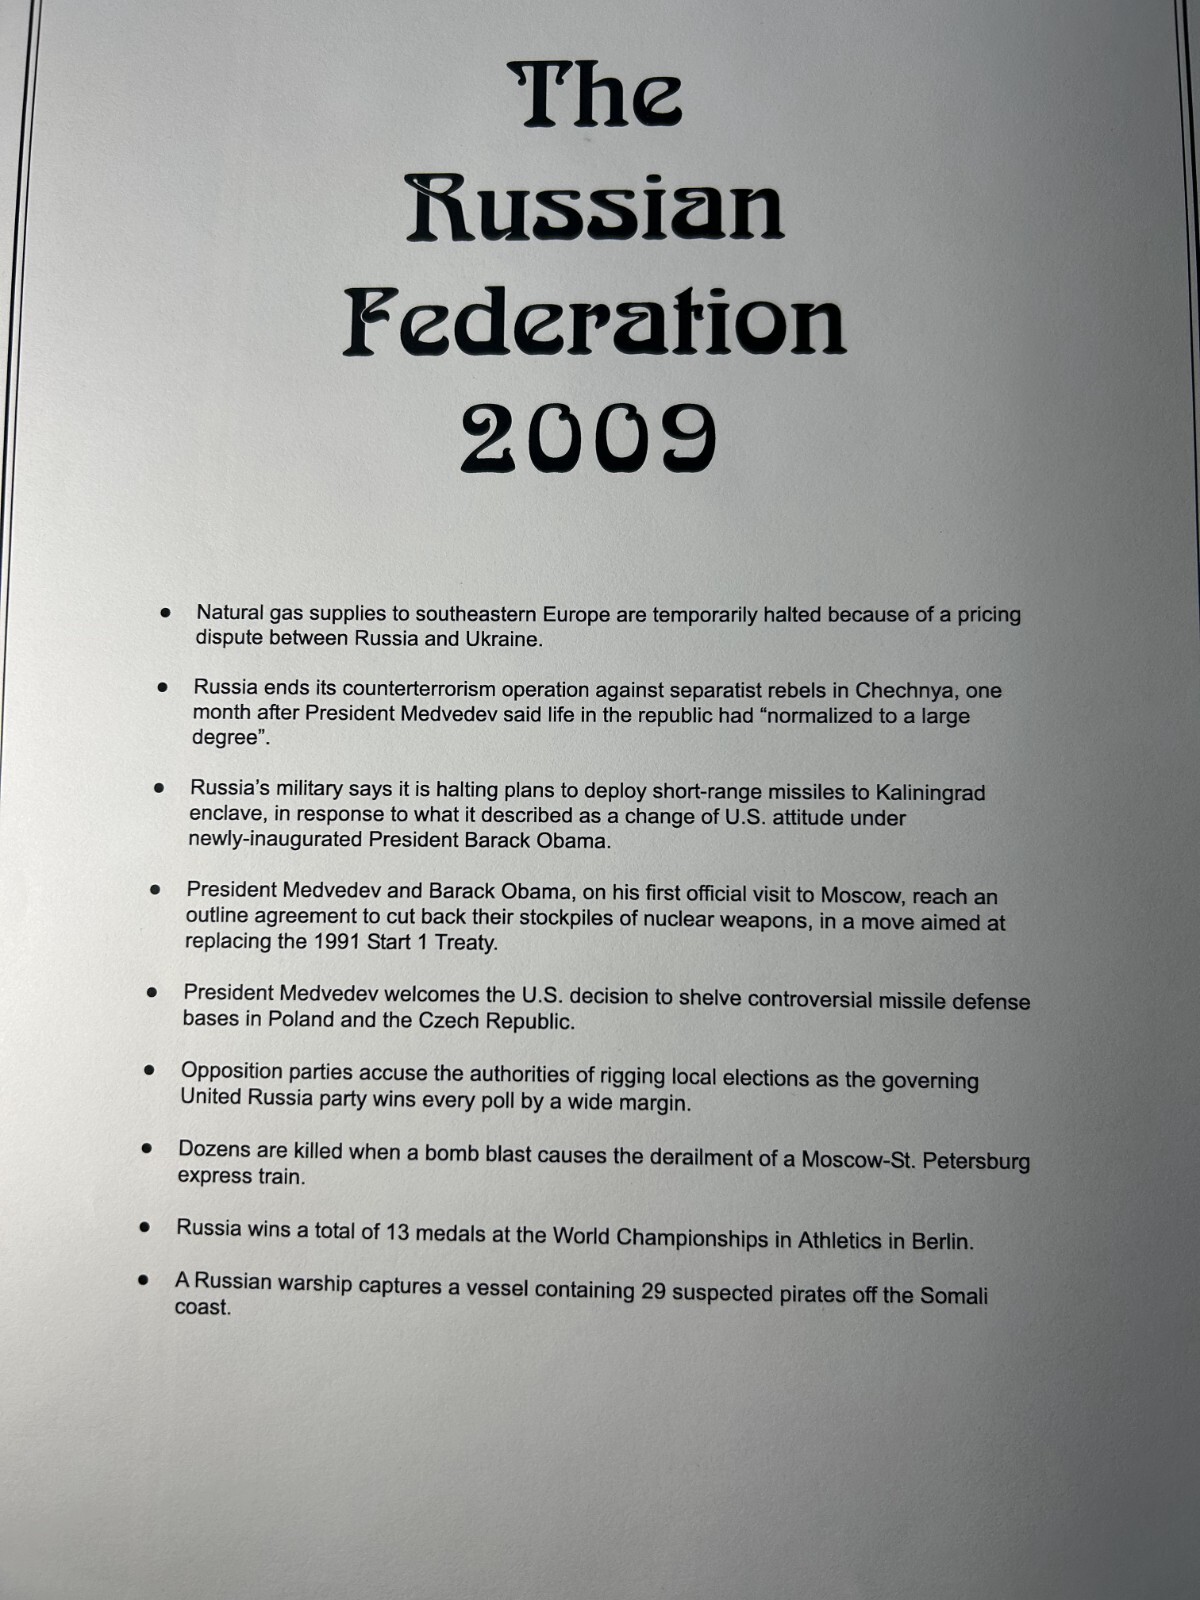 The
Russian
Federation
2009
• Natural gas supplies to southeastern Europe are temporarily halted because of a pricing
dispute between Russia and Ukraine.
• Russia ends its counterterrorism operation against separatist rebels in Chechnya, one
month after President Medvedev said life in the republic had “normalized to a large
degree”.
• Russia’s military says it is halting plans to deploy short-range missiles to Kaliningrad
enclave, in response to what it described as a change of U.S. attitude under
newly-inaugurated President Barack Obama.
• President Medvedev and Barack Obama, on his first official visit to Moscow, reach an
outline agreement to cut back their stockpiles of nuclear weapons, in a move aimed at
replacing the 1991 Start 1 Treaty.
• President Medvedev welcomes the U.S. decision to shelve controversial missile defense
bases in Poland and the Czech Republic.
• Opposition parties accuse the authorities of rigging local elections as the governing
United Russia party wins every poll by a wide margin.
• Dozens are killed when a bomb blast causes the derailment of a Moscow-St. Petersburg
express train.
• Russia wins a total of 13 medals at the World Championships in Athletics in Berlin.
• A Russian warship captures a vessel containing 29 suspected pirates off the Somali
coast.